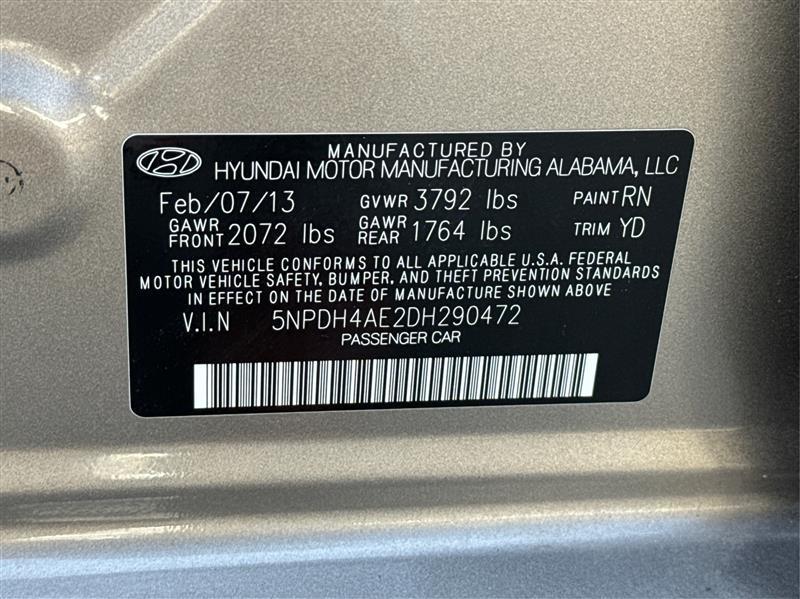 MANUFACTURED BY
HYUNDAI MOTOR MANUFACTURING ALABAMA, LLC
Feb/07/13 GVWR 3792 lbs PAINT RN
GAWR FRONT 2072 lbs GAWR REAR 1764 lbs TRIM YD
THIS VEHICLE CONFORMS TO ALL APPLICABLE U.S.A. FEDERAL
MOTOR VEHICLE SAFETY, BUMPER, AND THEFT PREVENTION STANDARDS
IN EFFECT ON THE DATE OF MANUFACTURE SHOWN ABOVE.
V.I.N 5NPDH4AE2DH290472
PASSENGER CAR